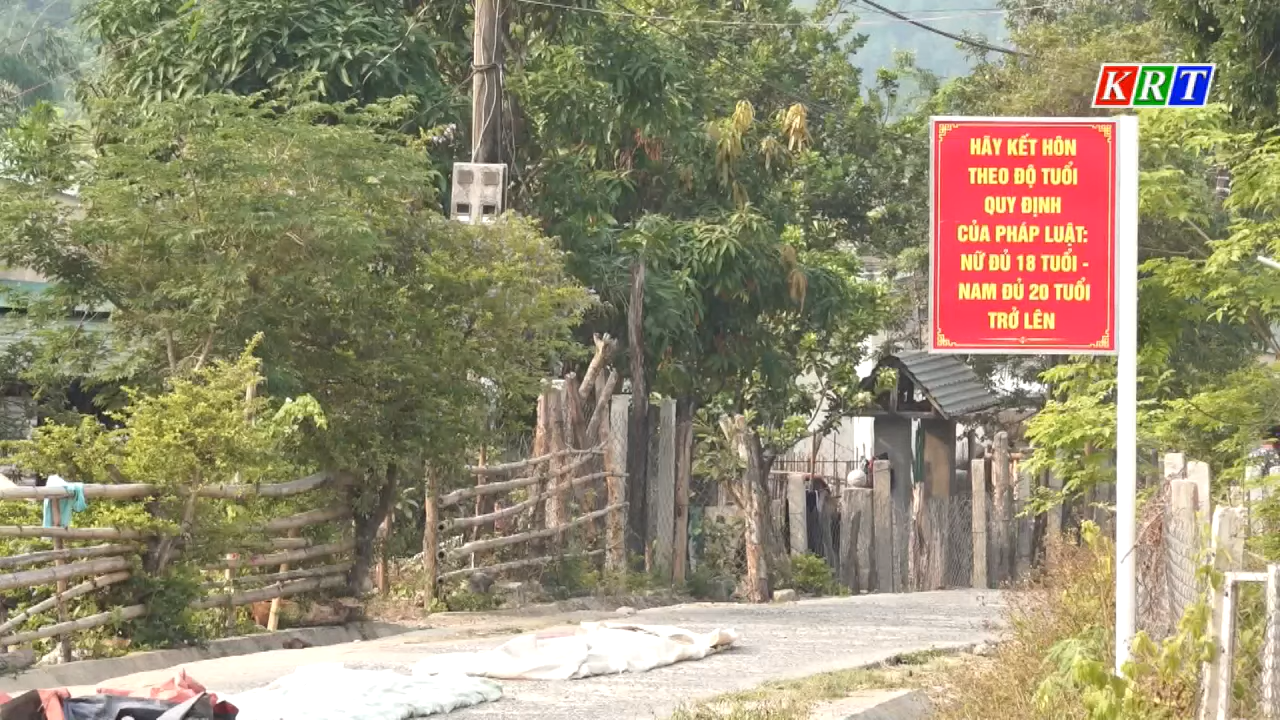 KRT
HÃY KẾT HÔN
THEO ĐỘ TUỔI
QUY ĐỊNH
CỦA PHÁP LUẬT:
NỮ ĐỦ 18 TUỔI -
NAM ĐỦ 20 TUỔI
TRỞ LÊN